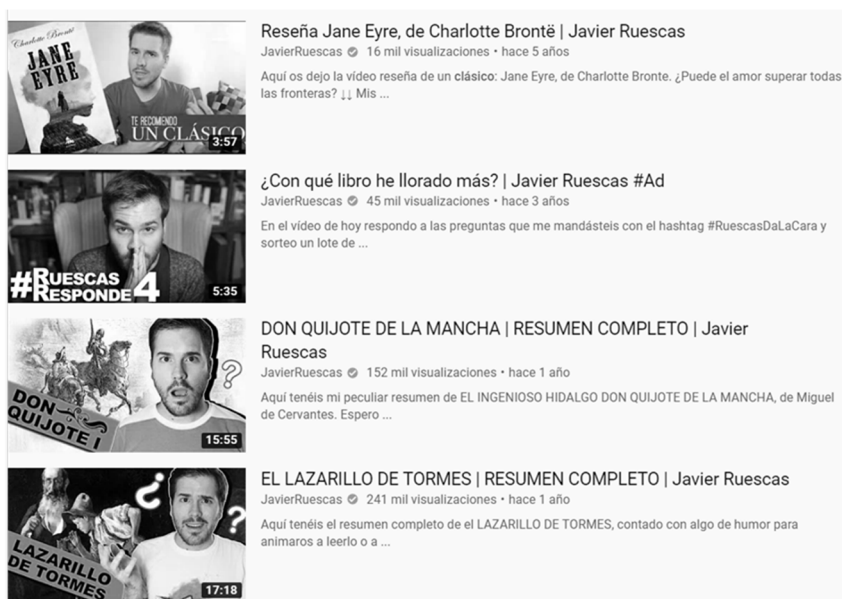 Charlotte Brontë
JANE
EYRE
TE RECOMIENDO
UN CLÁSICO
3:57
Reseña Jane Eyre, de Charlotte Brontë | Javier Ruescas
JavierRuescas 16 mil visualizaciones • hace 5 años
Aquí os dejo la vídeo reseña de un clásico: Jane Eyre, de Charlotte Bronte. ¿Puede el amor superar todas
las fronteras? ↓↓ Mis ...
#RUESCAS
RESPONDE 4
5:35
¿Con qué libro he llorado más? | Javier Ruescas #Ad
JavierRuescas 45 mil visualizaciones • hace 3 años
En el vídeo de hoy respondo a las preguntas que me mandásteis con el hashtag #RuescasDaLaCara y
sorteo un lote de ...
DON
QUIJOTE I
?
15:55
DON QUIJOTE DE LA MANCHA | RESUMEN COMPLETO | Javier
Ruescas
JavierRuescas 152 mil visualizaciones • hace 1 año
Aquí tenéis mi peculiar resumen de EL INGENIOSO HIDALGO DON QUIJOTE DE LA MANCHA, de Miguel
de Cervantes. Espero ...
¿ ?
LAZARILLO
DE TORMES
17:18
EL LAZARILLO DE TORMES | RESUMEN COMPLETO | Javier Ruescas
JavierRuescas 241 mil visualizaciones • hace 1 año
Aquí tenéis el resumen completo de el LAZARILLO DE TORMES, contado con algo de humor para
animaros a leerlo o a ...